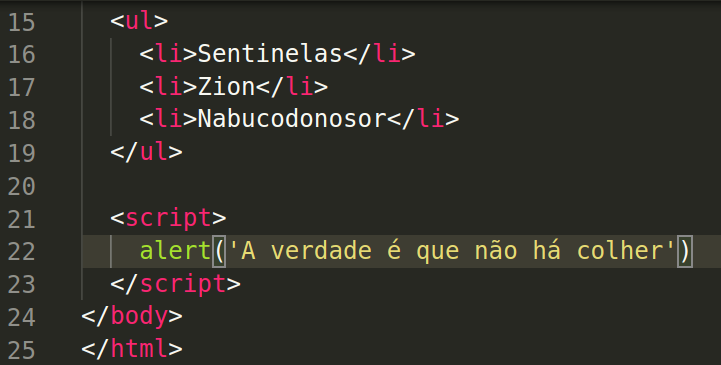 15 <ul>
16 <li>Sentinelas</li>
17 <li>Zion</li>
18 <li>Nabucodonosor</li>
19 </ul>
20
21 <script>
22 alert('A verdade é que não há colher')
23 </script>
24 </body>
25 </html>